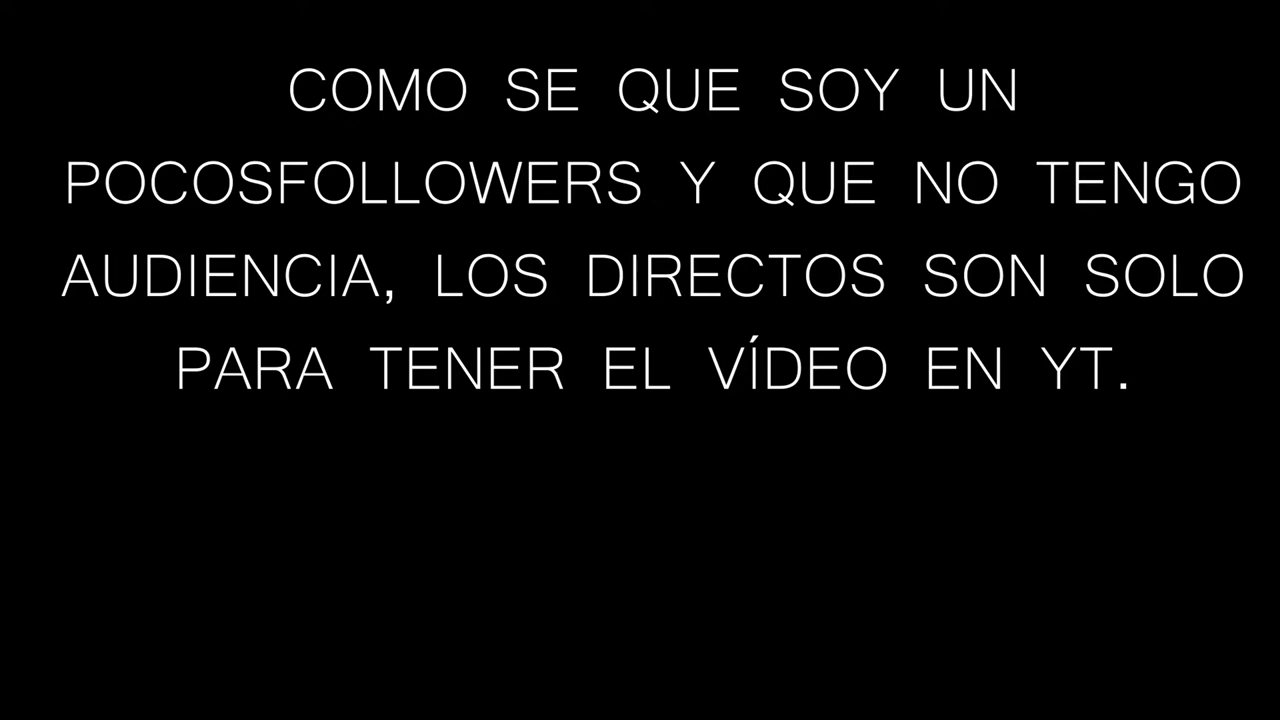 COMO SE QUE SOY UN
POCOSFOLLOWERS Y QUE NO TENGO
AUDIENCIA, LOS DIRECTOS SON SOLO
PARA TENER EL VÍDEO EN YT.